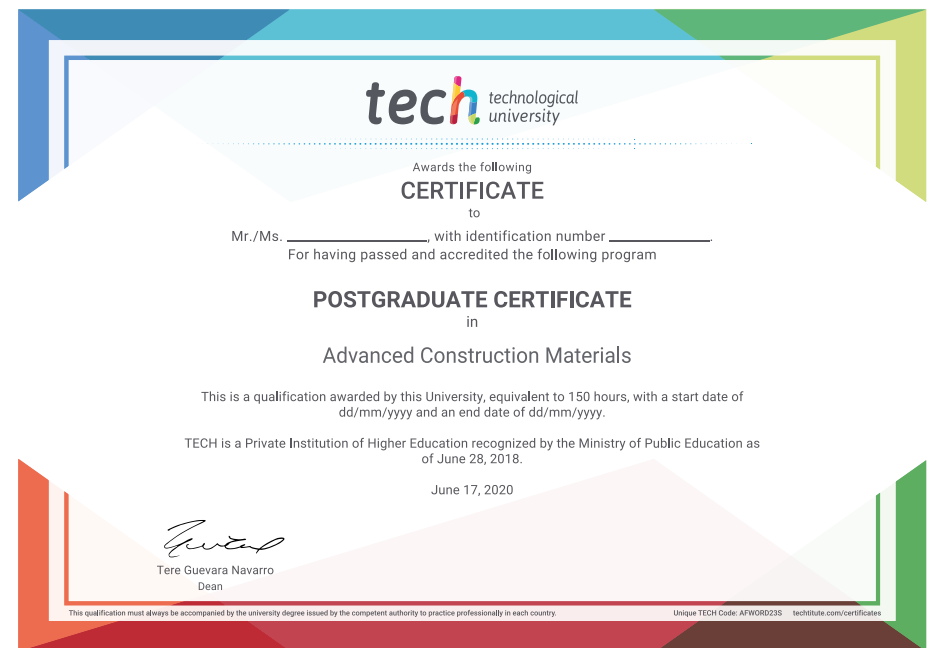 tech technological
university
Awards the following
CERTIFICATE
to
Mr./Ms. ____________________, with identification number ______________.
For having passed and accredited the following program
POSTGRADUATE CERTIFICATE
in
Advanced Construction Materials
This is a qualification awarded by this University, equivalent to 150 hours, with a start date of
dd/mm/yyyy and an end date of dd/mm/yyyy.
TECH is a Private Institution of Higher Education recognized by the Ministry of Public Education as
of June 28, 2018.
June 17, 2020
Tere Guevara Navarro
Dean
This qualification must always be accompanied by the university degree issued by the competent authority to practice professionally in each country.
Unique TECH Code: AFWORD23S techtitute.com/certificates